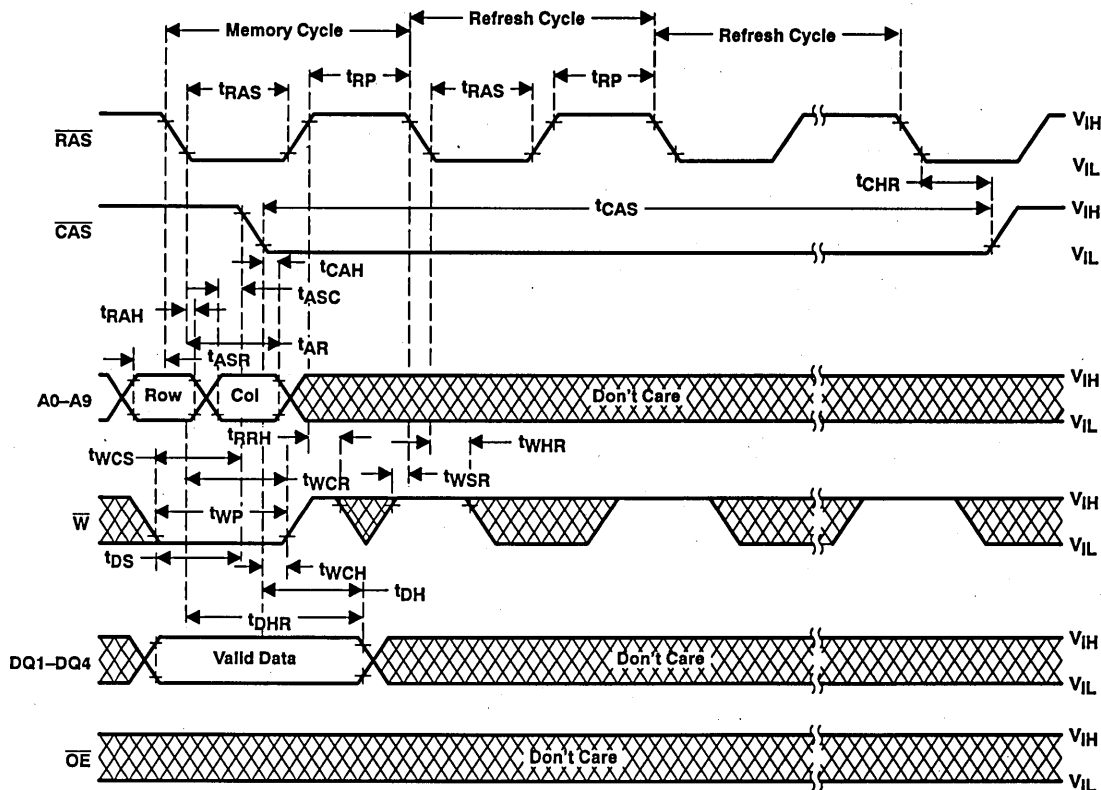 Memory Cycle
Refresh Cycle
Refresh Cycle
tRAS
tRP
tRAS
tRP
RAS
VIH
VIL
tCHR
CAS
tCAS
VIH
VIL
tCAH
tASC
tRAH
tAR
tASR
A0–A9
Row
Col
Don't Care
VIH
VIL
tRRH
tWHR
tWCS
tWCR
tWSR
W
tWP
VIH
VIL
tDS
tWCH
tDH
tDHR
DQ1–DQ4
Valid Data
Don't Care
VIH
VIL
OE
Don't Care
VIH
VIL